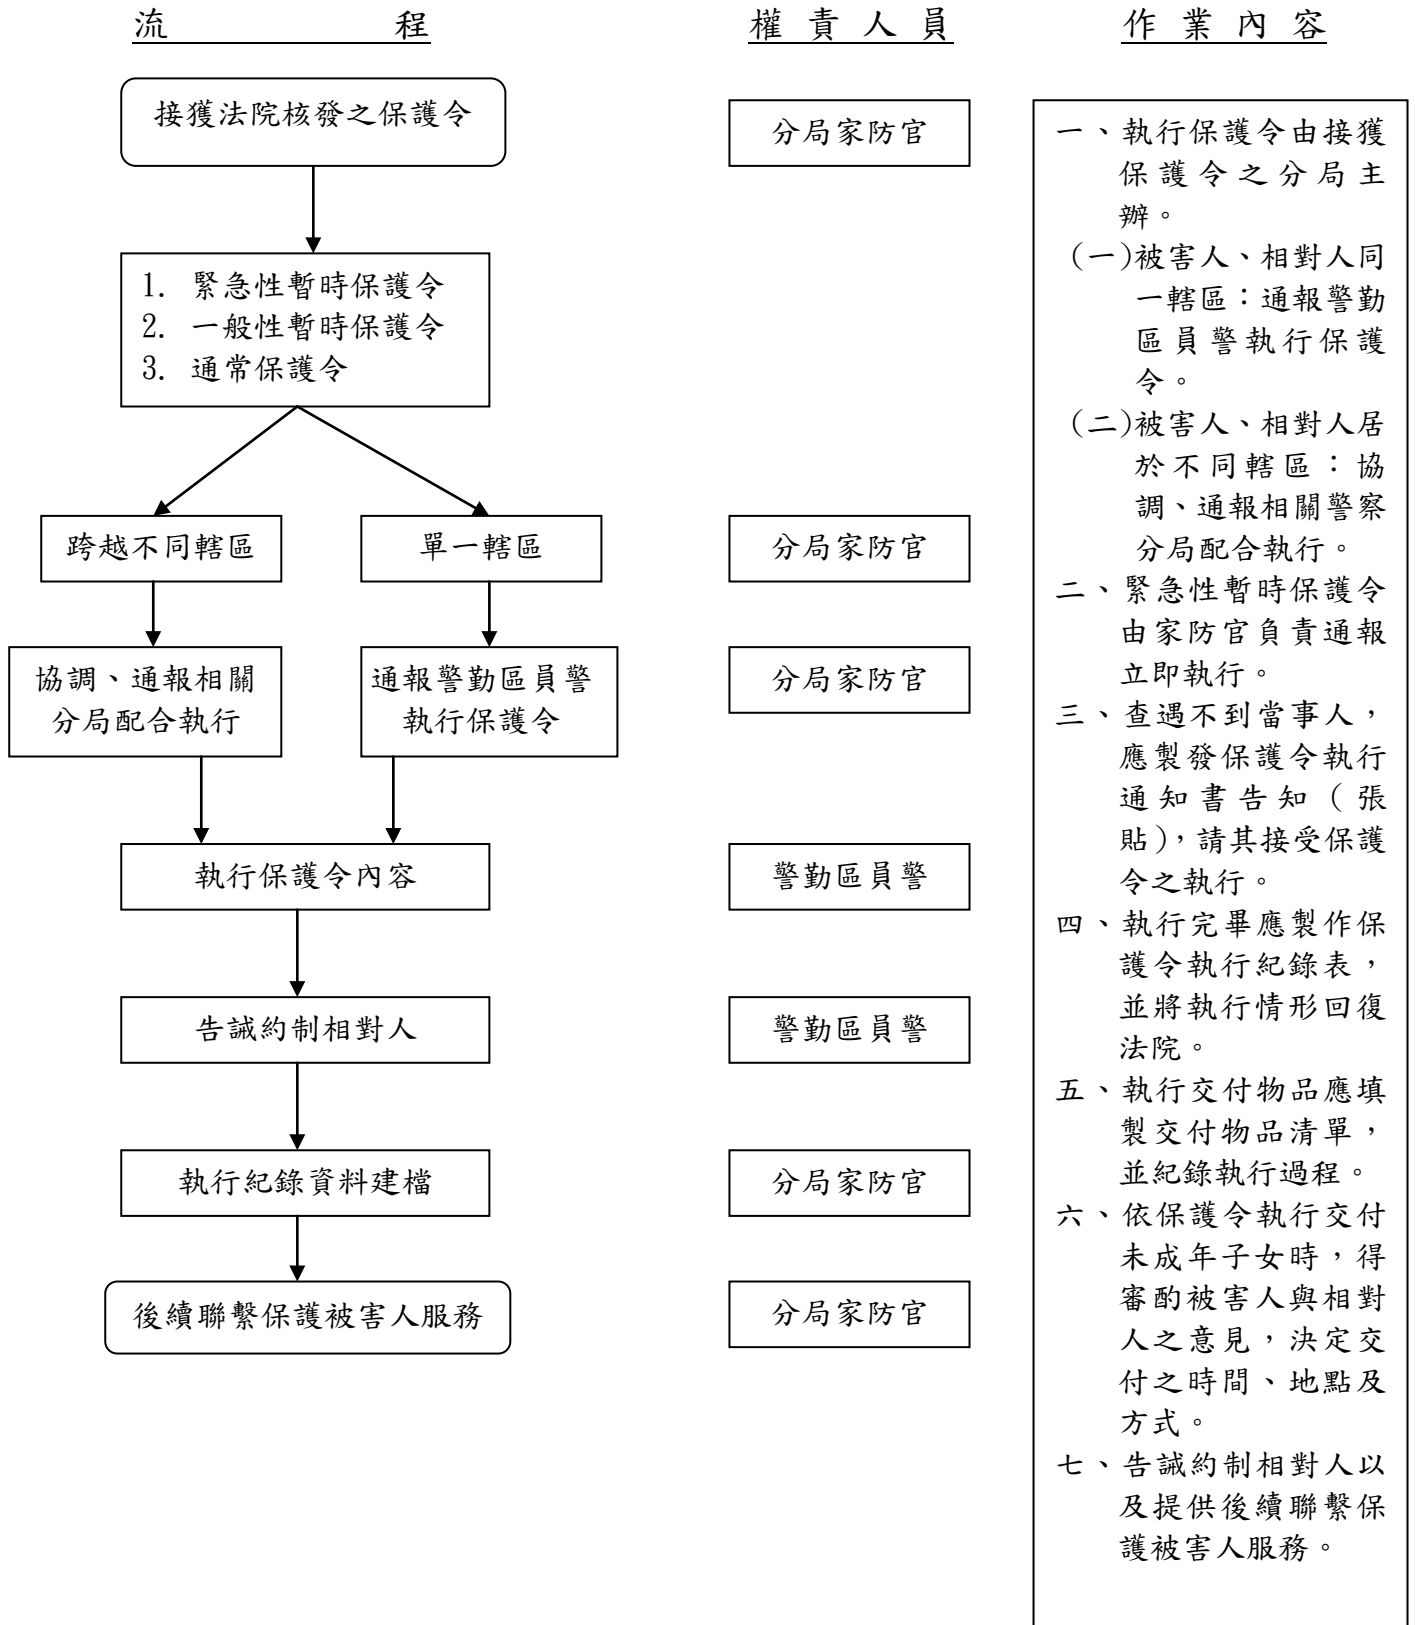 流程
權責人員
作業內容
接獲法院核發之保護令
分局家防官
1. 緊急性暫時保護令
2. 一般性暫時保護令
3. 通常保護令
跨越不同轄區
單一轄區
分局家防官
協調、通報相關
分局配合執行
通報警勤區員警
執行保護令
分局家防官
執行保護令內容
警勤區員警
告誡約制相對人
警勤區員警
執行紀錄資料建檔
分局家防官
後續聯繫保護被害人服務
分局家防官
一、執行保護令由接獲
保護令之分局主
辦。
(一)被害人、相對人同
一轄區：通報警勤
區員警執行保護
令。
(二)被害人、相對人居
於不同轄區：協
調、通報相關警察
分局配合執行。
二、緊急性暫時保護令
由家防官負責通報
立即執行。
三、查遇不到當事人，
應製發保護令執行
通知書告知（張
貼），請其接受保護
令之執行。
四、執行完畢應製作保
護令執行紀錄表，
並將執行情形回復
法院。
五、執行交付物品應填
製交付物品清單，
並紀錄執行過程。
六、依保護令執行交付
未成年子女時，得
審酌被害人與相對
人之意見，決定交
付之時間、地點及
方式。
七、告誡約制相對人以
及提供後續聯繫保
護被害人服務。